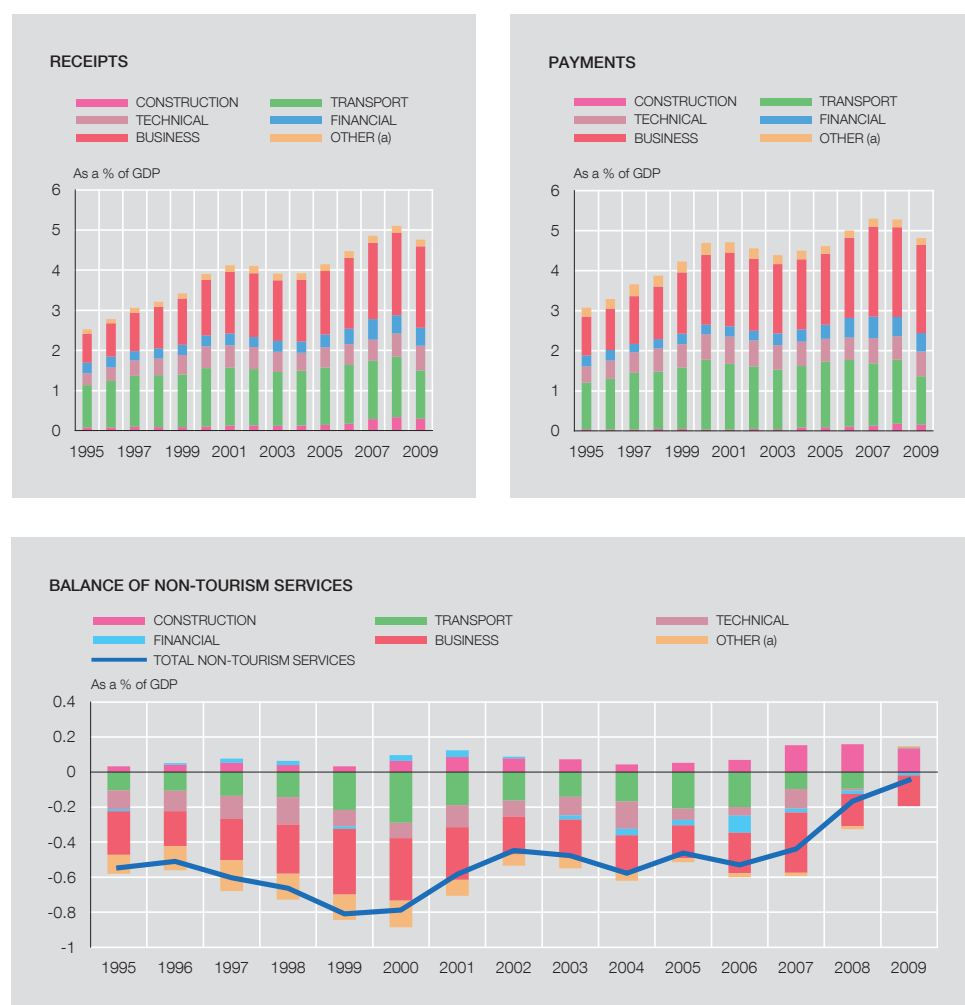 RECEIPTS
CONSTRUCTION TRANSPORT
TECHNICAL FINANCIAL
BUSINESS OTHER (a)
As a % of GDP
6
5
4
3
2
1
0
1995 1997 1999 2001 2003 2005 2007 2009
PAYMENTS
CONSTRUCTION TRANSPORT
TECHNICAL FINANCIAL
BUSINESS OTHER (a)
As a % of GDP
6
5
4
3
2
1
0
1995 1997 1999 2001 2003 2005 2007 2009
BALANCE OF NON-TOURISM SERVICES
CONSTRUCTION TRANSPORT TECHNICAL
FINANCIAL BUSINESS OTHER (a)
TOTAL NON-TOURISM SERVICES
As a % of GDP
0.4
0.2
0
-0.2
-0.4
-0.6
-0.8
-1
1995 1996 1997 1998 1999 2000 2001 2002 2003 2004 2005 2006 2007 2008 2009